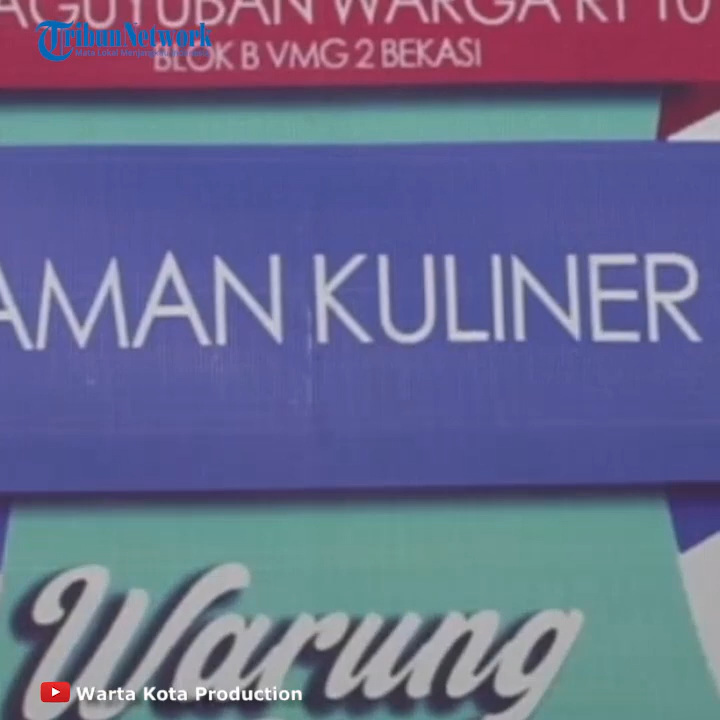 AGUYUBAN WARGA RT 10
TribunNetwork
BLOK B VMG 2 BEKASI
AMAN KULINER
Warung
Warta Kota Production